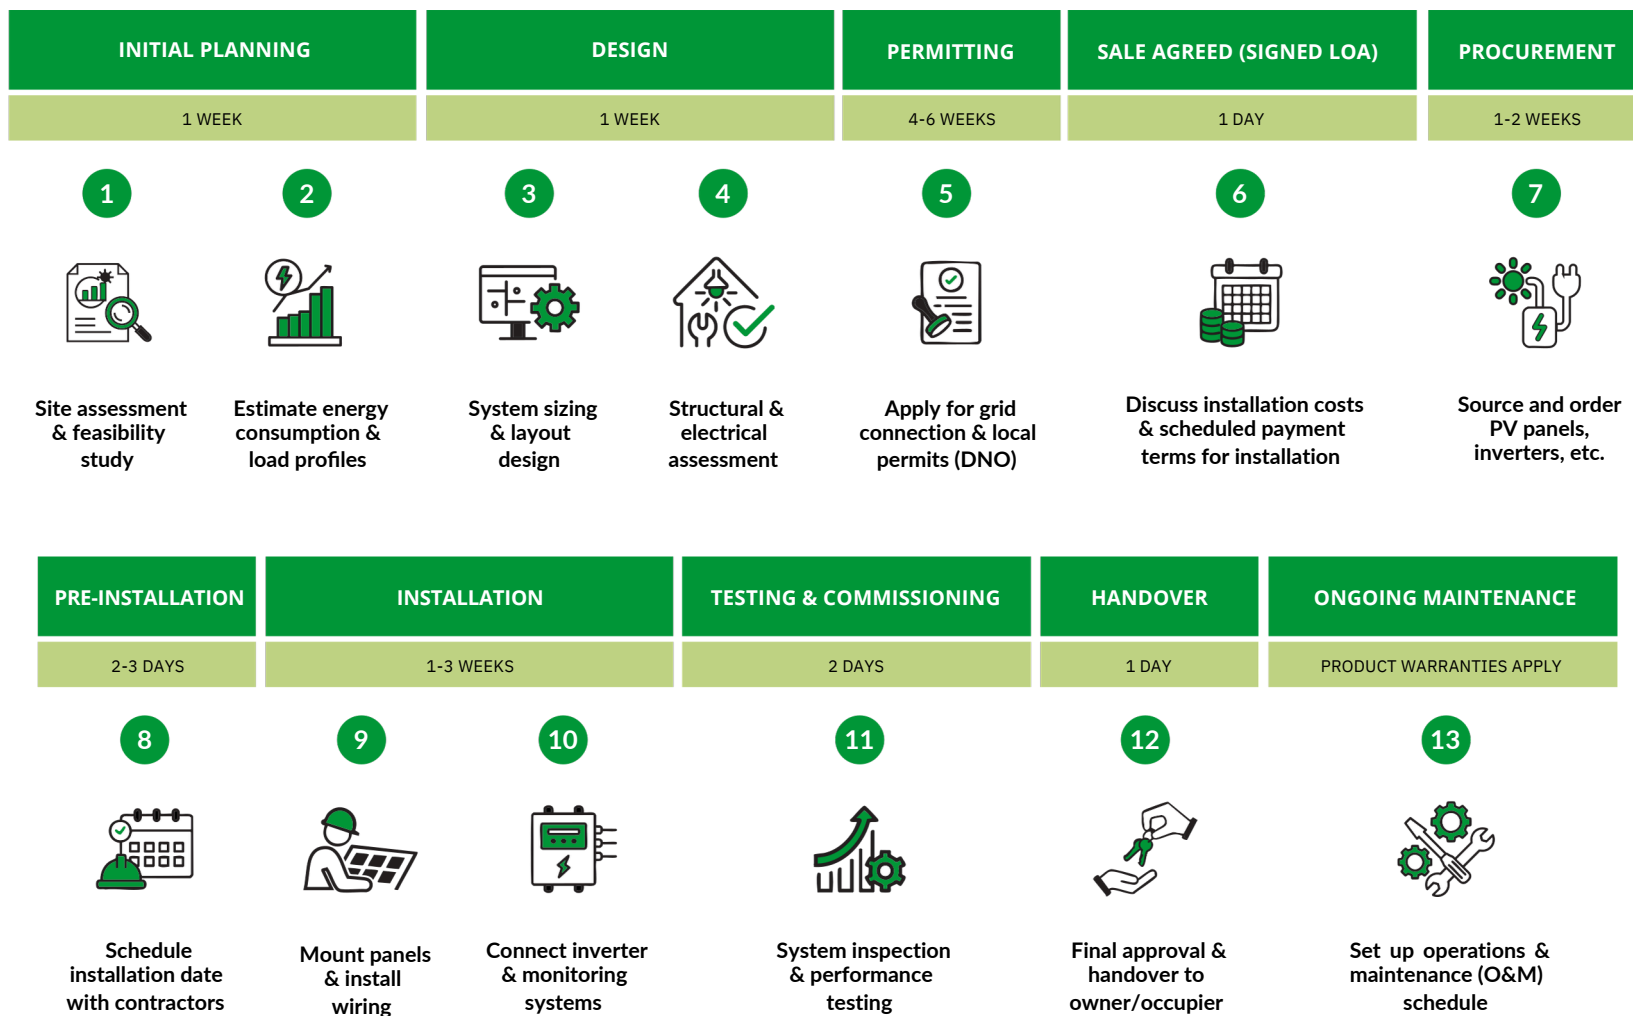 INITIAL PLANNING
DESIGN
PERMITTING
SALE AGREED (SIGNED LOA)
PROCUREMENT
1 WEEK
1 WEEK
4-6 WEEKS
1 DAY
1-2 WEEKS
1
2
3
4
5
6
7
Site assessment
& feasibility
study
Estimate energy
consumption &
load profiles
System sizing
& layout
design
Structural &
electrical
assessment
Apply for grid
connection & local
permits (DNO)
Discuss installation costs
& scheduled payment
terms for installation
Source and order
PV panels,
inverters, etc.
PRE-INSTALLATION
INSTALLATION
TESTING & COMMISSIONING
HANDOVER
ONGOING MAINTENANCE
2-3 DAYS
1-3 WEEKS
2 DAYS
1 DAY
PRODUCT WARRANTIES APPLY
8
9
10
11
12
13
Schedule
installation date
with contractors
Mount panels
& install
wiring
Connect inverter
& monitoring
systems
System inspection
& performance
testing
Final approval &
handover to
owner/occupier
Set up operations &
maintenance (O&M)
schedule